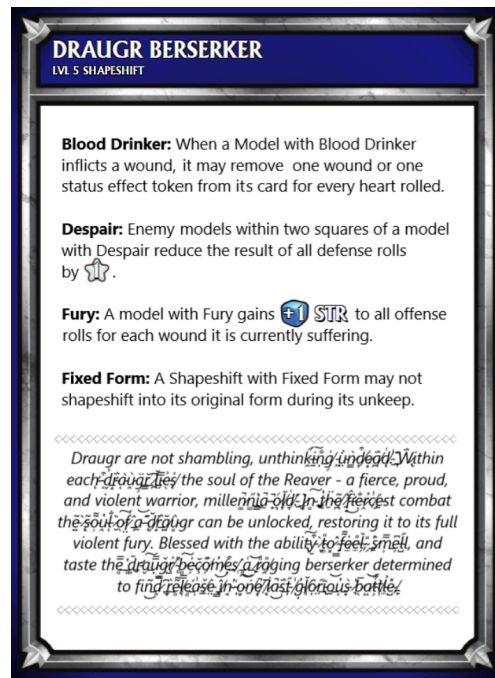 DRAUGR BERSERKER
LVL 5 SHAPESHIFT
Blood Drinker: When a Model with Blood Drinker
inflicts a wound, it may remove one wound or one
status effect token from its card for every heart rolled.
Despair: Enemy models within two squares of a model
with Despair reduce the result of all defense rolls
by 1.
Fury: A model with Fury gains +1 STR to all offense
rolls for each wound it is currently suffering.
Fixed Form: A Shapeshift with Fixed Form may not
shapeshift into its original form during its unkeep.
Draugr are not shambling, unthinking undead. Within
each draugr lies the soul of the Reaver - a fierce, proud,
and violent warrior, millennia old. In the fiercest combat
the soul of a draugr can be unlocked, restoring it to its full
violent fury. Blessed with the ability to feel, smell, and
taste the draugr becomes a raging berserker determined
to find release in one last glorious battle.